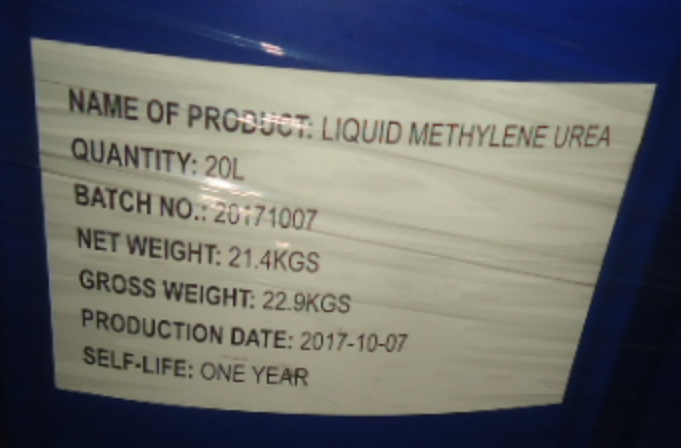 NAME OF PRODUCT: LIQUID METHYLENE UREA
QUANTITY: 20L
BATCH NO.: 20171007
NET WEIGHT: 21.4KGS
GROSS WEIGHT: 22.9KGS
PRODUCTION DATE: 2017-10-07
SELF-LIFE: ONE YEAR